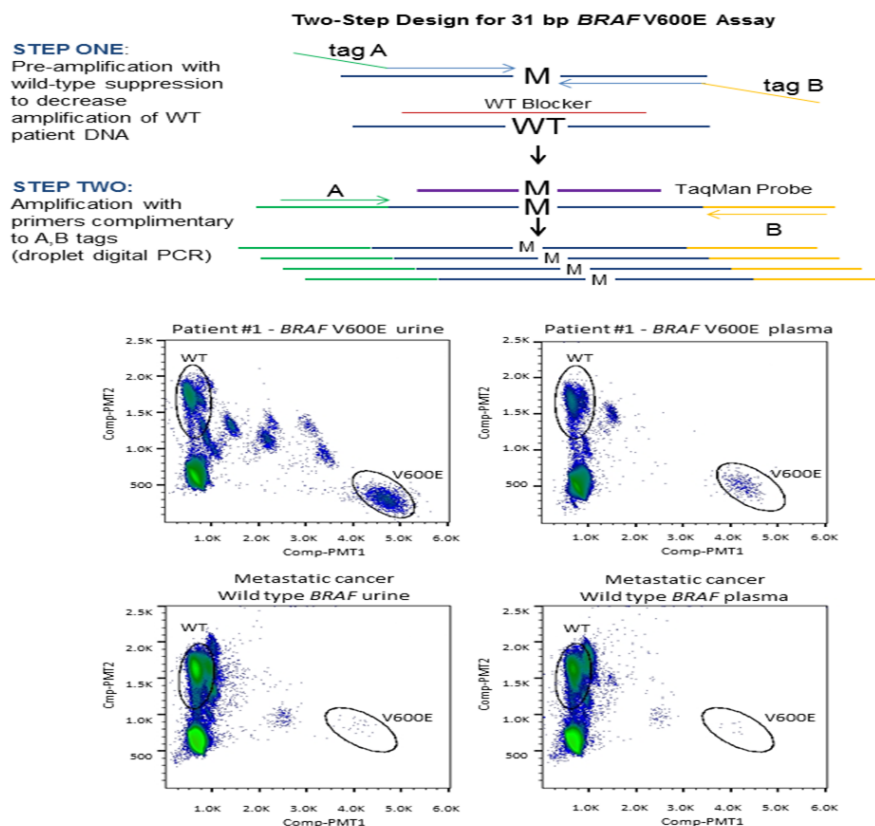 Two-Step Design for 31 bp BRAF V600E Assay
STEP ONE:
Pre-amplification with
wild-type suppression
to decrease
amplification of WT
patient DNA
tag A
M
tag B
WT Blocker
WT
STEP TWO:
Amplification with
primers complimentary
to A,B tags
(droplet digital PCR)
A
M
TaqMan Probe
M
B
M
M
M
M
Patient #1 - BRAF V600E urine
2.5K
2.0K
1.5K
1.0K
500
Comp-PMT2
WT
V600E
1.0K 2.0K 3.0K 4.0K 5.0K 6.0K
Comp-PMT1
Patient #1 - BRAF V600E plasma
2.5K
2.0K
1.5K
1.0K
500
Comp-PMT2
WT
V600E
1.0K 2.0K 3.0K 4.0K 5.0K 6.0K
Comp-PMT1
Metastatic cancer
Wild type BRAF urine
2.5K
2.0K
1.5K
1.0K
500
Cmp-PMT2
WT
V600E
1.0K 2.0K 3.0K 4.0K 5.0K 6.0K
Comp-PMT1
Metastatic cancer
Wild type BRAF plasma
2.5K
2.0K
1.5K
1.0K
500
Comp-PMT2
WT
V600E
1.0K 2.0K 3.0K 4.0K 5.0K 6.0K
Comp-PMT1